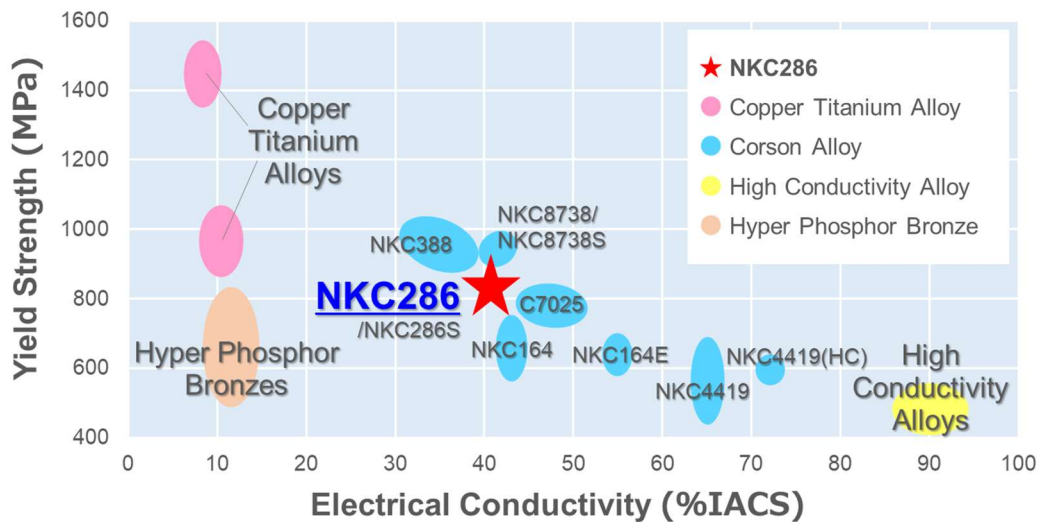 Yield Strength (MPa)
1600
1400
1200
1000
800
600
400
Copper
Titanium
Alloys
Hyper Phosphor
Bronzes
NKC388
NKC8738/
NKC8738S
NKC286
/NKC286S
C7025
NKC164
NKC164E
NKC4419
NKC4419(HC)
High
Conductivity
Alloys
NKC286
Copper Titanium Alloy
Corson Alloy
High Conductivity Alloy
Hyper Phosphor Bronze
0 10 20 30 40 50 60 70 80 90 100
Electrical Conductivity (%IACS)